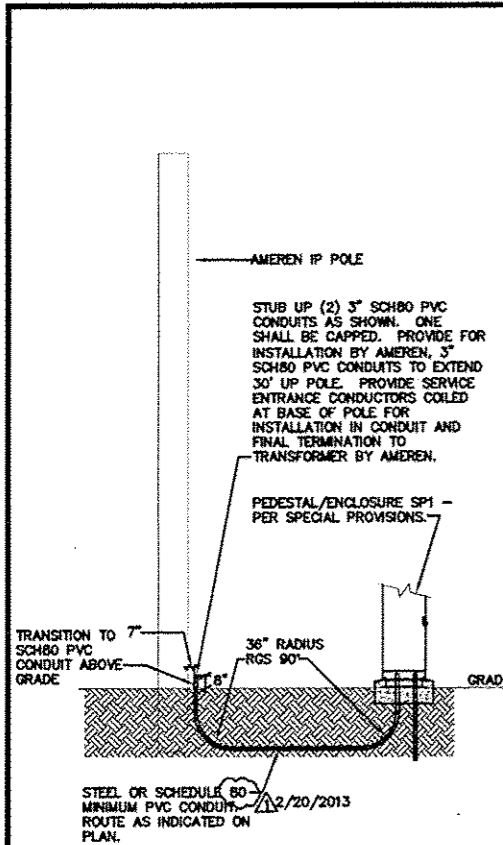 AMEREN IP POLE
STUB UP (2) 3" SCH80 PVC
CONDUITS AS SHOWN. ONE
SHALL BE CAPPED. PROVIDE FOR
INSTALLATION BY AMEREN, 3"
SCH80 PVC CONDUITS TO EXTEND
30' UP POLE. PROVIDE SERVICE
ENTRANCE CONDUCTORS COILED
AT BASE OF POLE FOR
INSTALLATION IN CONDUIT AND
FINAL TERMINATION TO
TRANSFORMER BY AMEREN.
PEDESTAL/ENCLOSURE SP1 -
PER SPECIAL PROVISIONS.
TRANSITION TO
SCH80 PVC
CONDUIT ABOVE
GRADE
7"
8"
36" RADIUS
RGS 90°
GRAD
STEEL OR SCHEDULE 80
MINIMUM PVC CONDUIT.
ROUTE AS INDICATED ON
PLAN.
1 2/20/2013